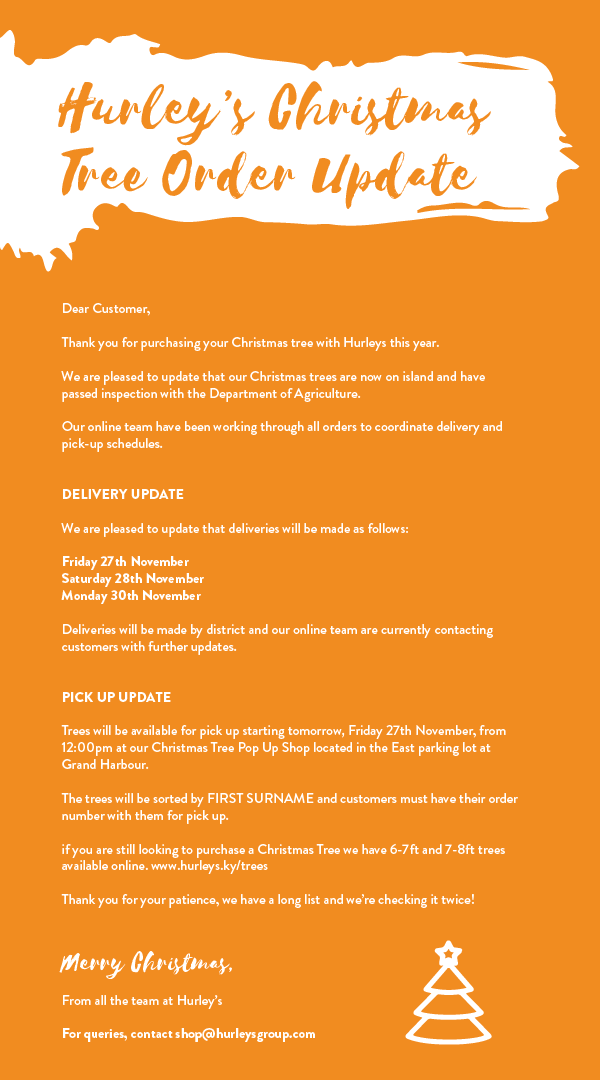 Hurley's Christmas
Tree Order Update
Dear Customer,
Thank you for purchasing your Christmas tree with Hurleys this year.
We are pleased to update that our Christmas trees are now on island and have
passed inspection with the Department of Agriculture.
Our online team have been working through all orders to coordinate delivery and
pick-up schedules.
DELIVERY UPDATE
We are pleased to update that deliveries will be made as follows:
Friday 27th November
Saturday 28th November
Monday 30th November
Deliveries will be made by district and our online team are currently contacting
customers with further updates.
PICK UP UPDATE
Trees will be available for pick up starting tomorrow, Friday 27th November, from
12:00pm at our Christmas Tree Pop Up Shop located in the East parking lot at
Grand Harbour.
The trees will be sorted by FIRST SURNAME and customers must have their order
number with them for pick up.
if you are still looking to purchase a Christmas Tree we have 6-7ft and 7-8ft trees
available online. www.hurleys.ky/trees
Thank you for your patience, we have a long list and we're checking it twice!
Merry Christmas,
From all the team at Hurley's
For queries, contact shop@hurleysgroup.com